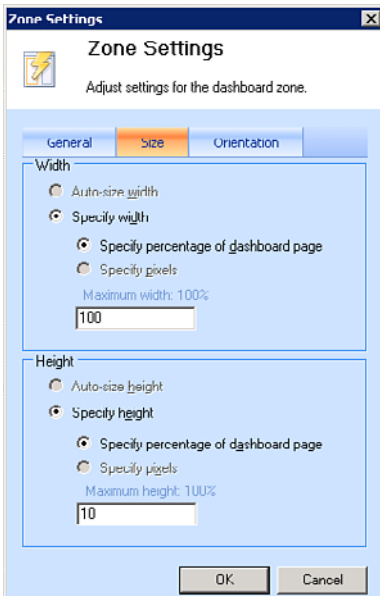 Zone Settings
Zone Settings
Adjust settings for the dashboard zone.
General Size Orientation
Width
Auto-size width
Specify width
Specify percentage of dashboard page
Specify pixels
Maximum width: 100%
100
Height
Auto-size height
Specify height
Specify percentage of dashboard page
Specify pixels
Maximum height: 100%
10
OK Cancel